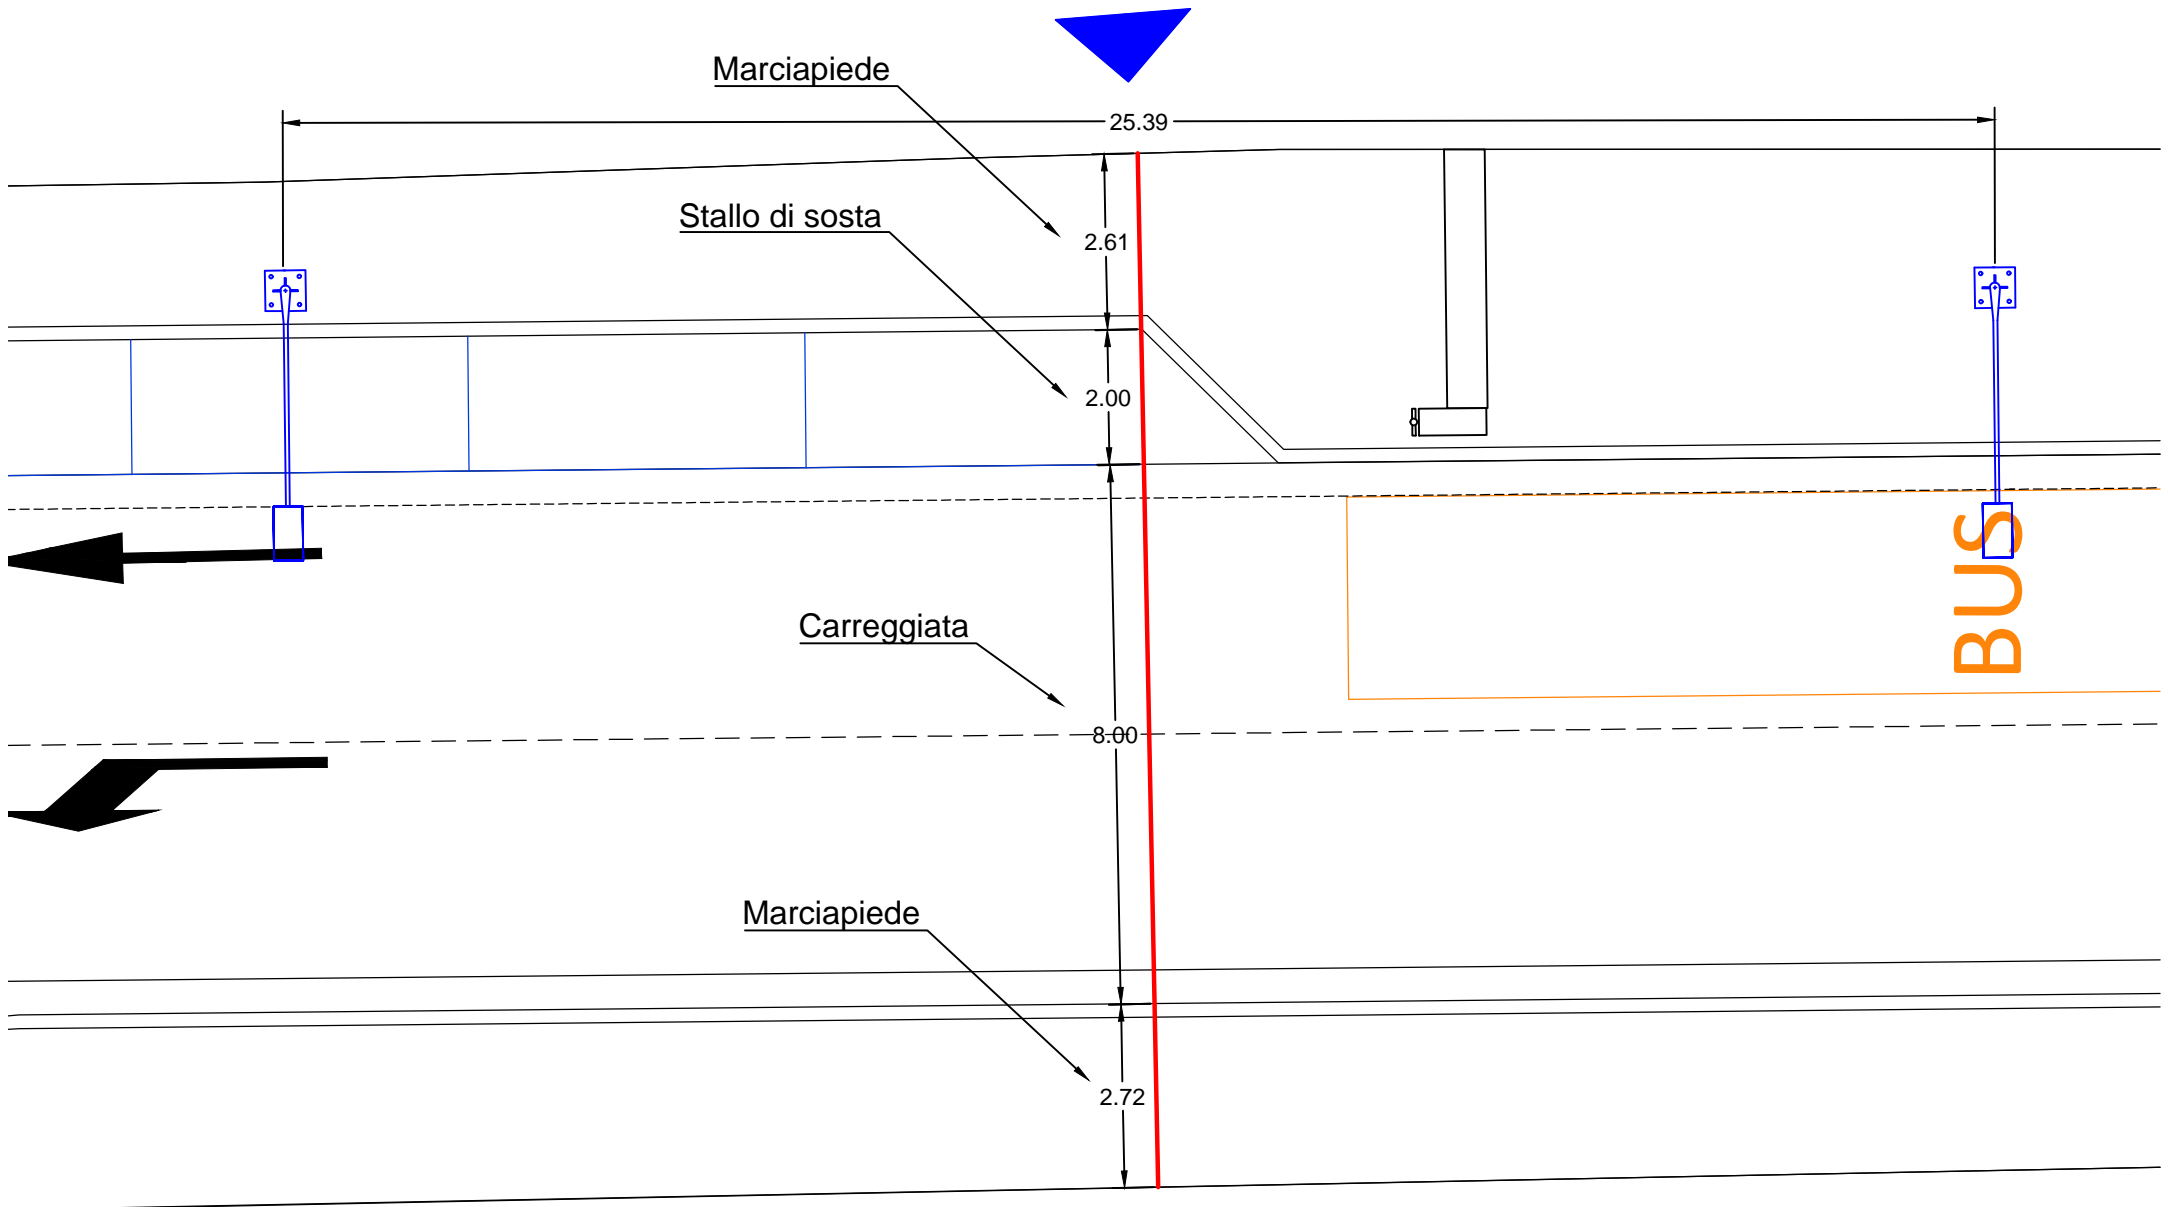 Marciapiede
25.39
Stallo di sosta
2.61
2.00
BUS
Carreggiata
8.00
Marciapiede
2.72